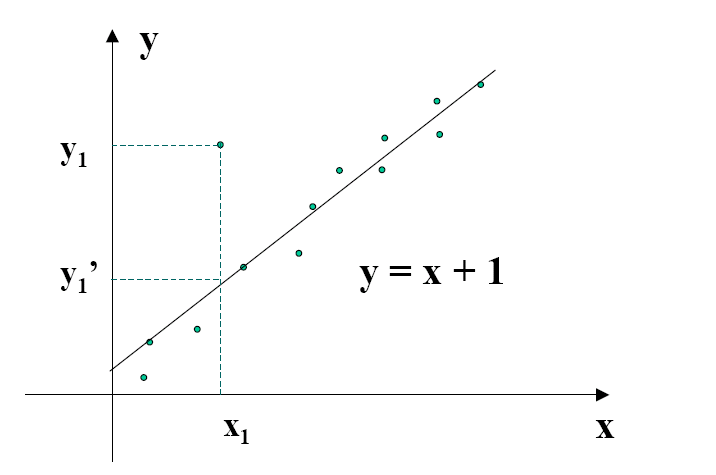 y
y₁
y₁’
y = x + 1
x₁
x